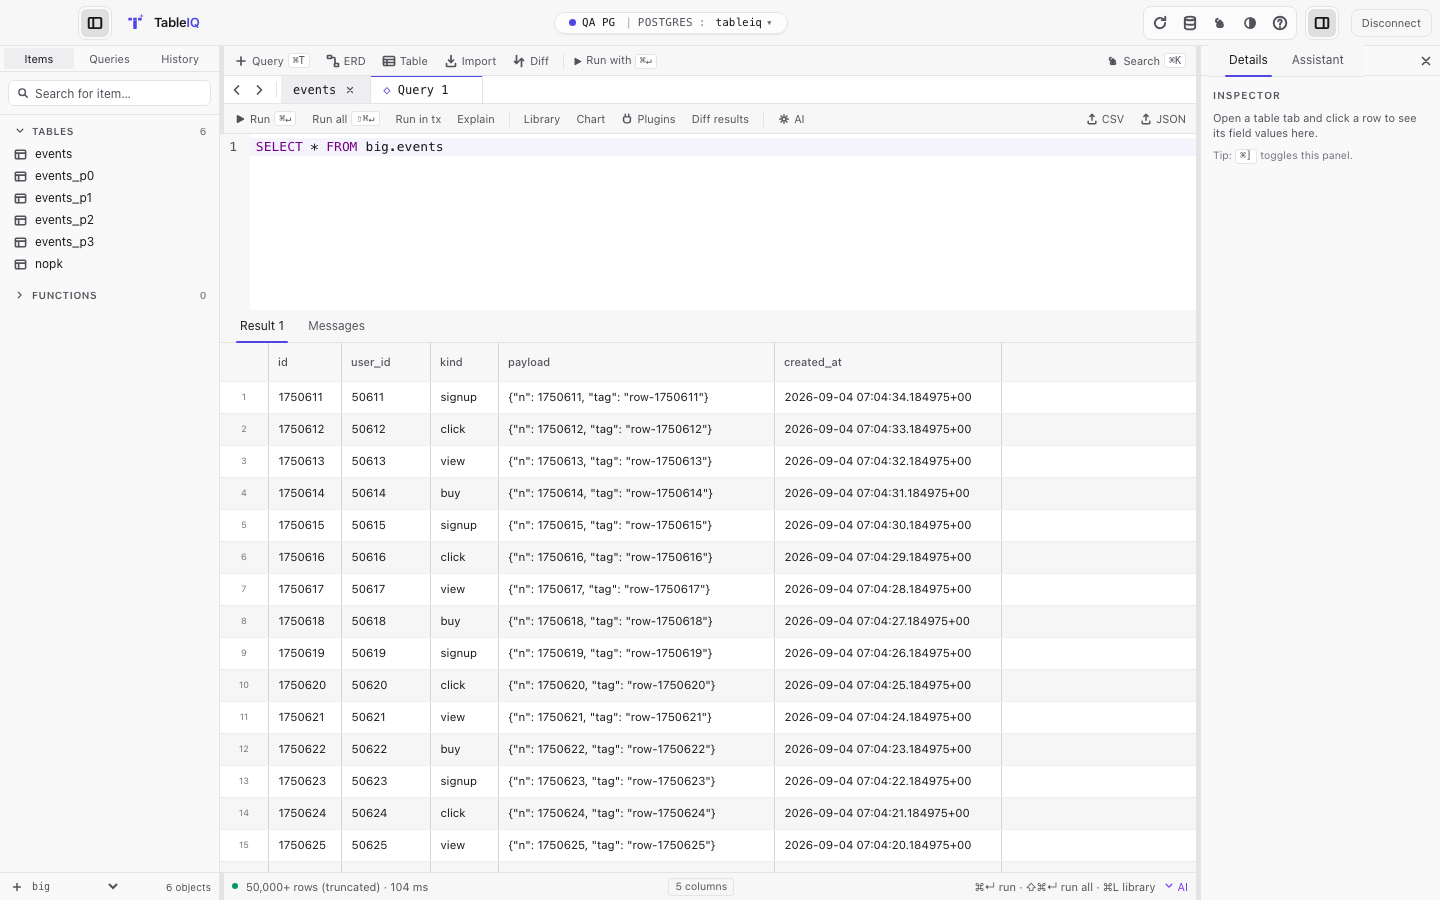 TableIQ
QA PG | POSTGRES : tableiq
Disconnect
Items Queries History
Search for item...
TABLES 6
events
events_p0
events_p1
events_p2
events_p3
nopk
FUNCTIONS 0
big 6 objects
+ Query ⌘T ERD Table Import Diff Run with ⌘↵ Search ⌘K
events × Query 1
Run ⌘↵ Run all ⇧⌘↵ Run in tx Explain Library Chart Plugins Diff results AI CSV JSON
1 SELECT * FROM big.events
Result 1 Messages
id user_id kind payload created_at
1 1750611 50611 signup {"n": 1750611, "tag": "row-1750611"} 2026-09-04 07:04:34.184975+00
2 1750612 50612 click {"n": 1750612, "tag": "row-1750612"} 2026-09-04 07:04:33.184975+00
3 1750613 50613 view {"n": 1750613, "tag": "row-1750613"} 2026-09-04 07:04:32.184975+00
4 1750614 50614 buy {"n": 1750614, "tag": "row-1750614"} 2026-09-04 07:04:31.184975+00
5 1750615 50615 signup {"n": 1750615, "tag": "row-1750615"} 2026-09-04 07:04:30.184975+00
6 1750616 50616 click {"n": 1750616, "tag": "row-1750616"} 2026-09-04 07:04:29.184975+00
7 1750617 50617 view {"n": 1750617, "tag": "row-1750617"} 2026-09-04 07:04:28.184975+00
8 1750618 50618 buy {"n": 1750618, "tag": "row-1750618"} 2026-09-04 07:04:27.184975+00
9 1750619 50619 signup {"n": 1750619, "tag": "row-1750619"} 2026-09-04 07:04:26.184975+00
10 1750620 50620 click {"n": 1750620, "tag": "row-1750620"} 2026-09-04 07:04:25.184975+00
11 1750621 50621 view {"n": 1750621, "tag": "row-1750621"} 2026-09-04 07:04:24.184975+00
12 1750622 50622 buy {"n": 1750622, "tag": "row-1750622"} 2026-09-04 07:04:23.184975+00
13 1750623 50623 signup {"n": 1750623, "tag": "row-1750623"} 2026-09-04 07:04:22.184975+00
14 1750624 50624 click {"n": 1750624, "tag": "row-1750624"} 2026-09-04 07:04:21.184975+00
15 1750625 50625 view {"n": 1750625, "tag": "row-1750625"} 2026-09-04 07:04:20.184975+00
50,000+ rows (truncated) · 104 ms 5 columns ⌘↵ run · ⇧⌘↵ run all · ⌘L library AI
Details Assistant
INSPECTOR
Open a table tab and click a row to see
its field values here.
Tip: ⌘] toggles this panel.